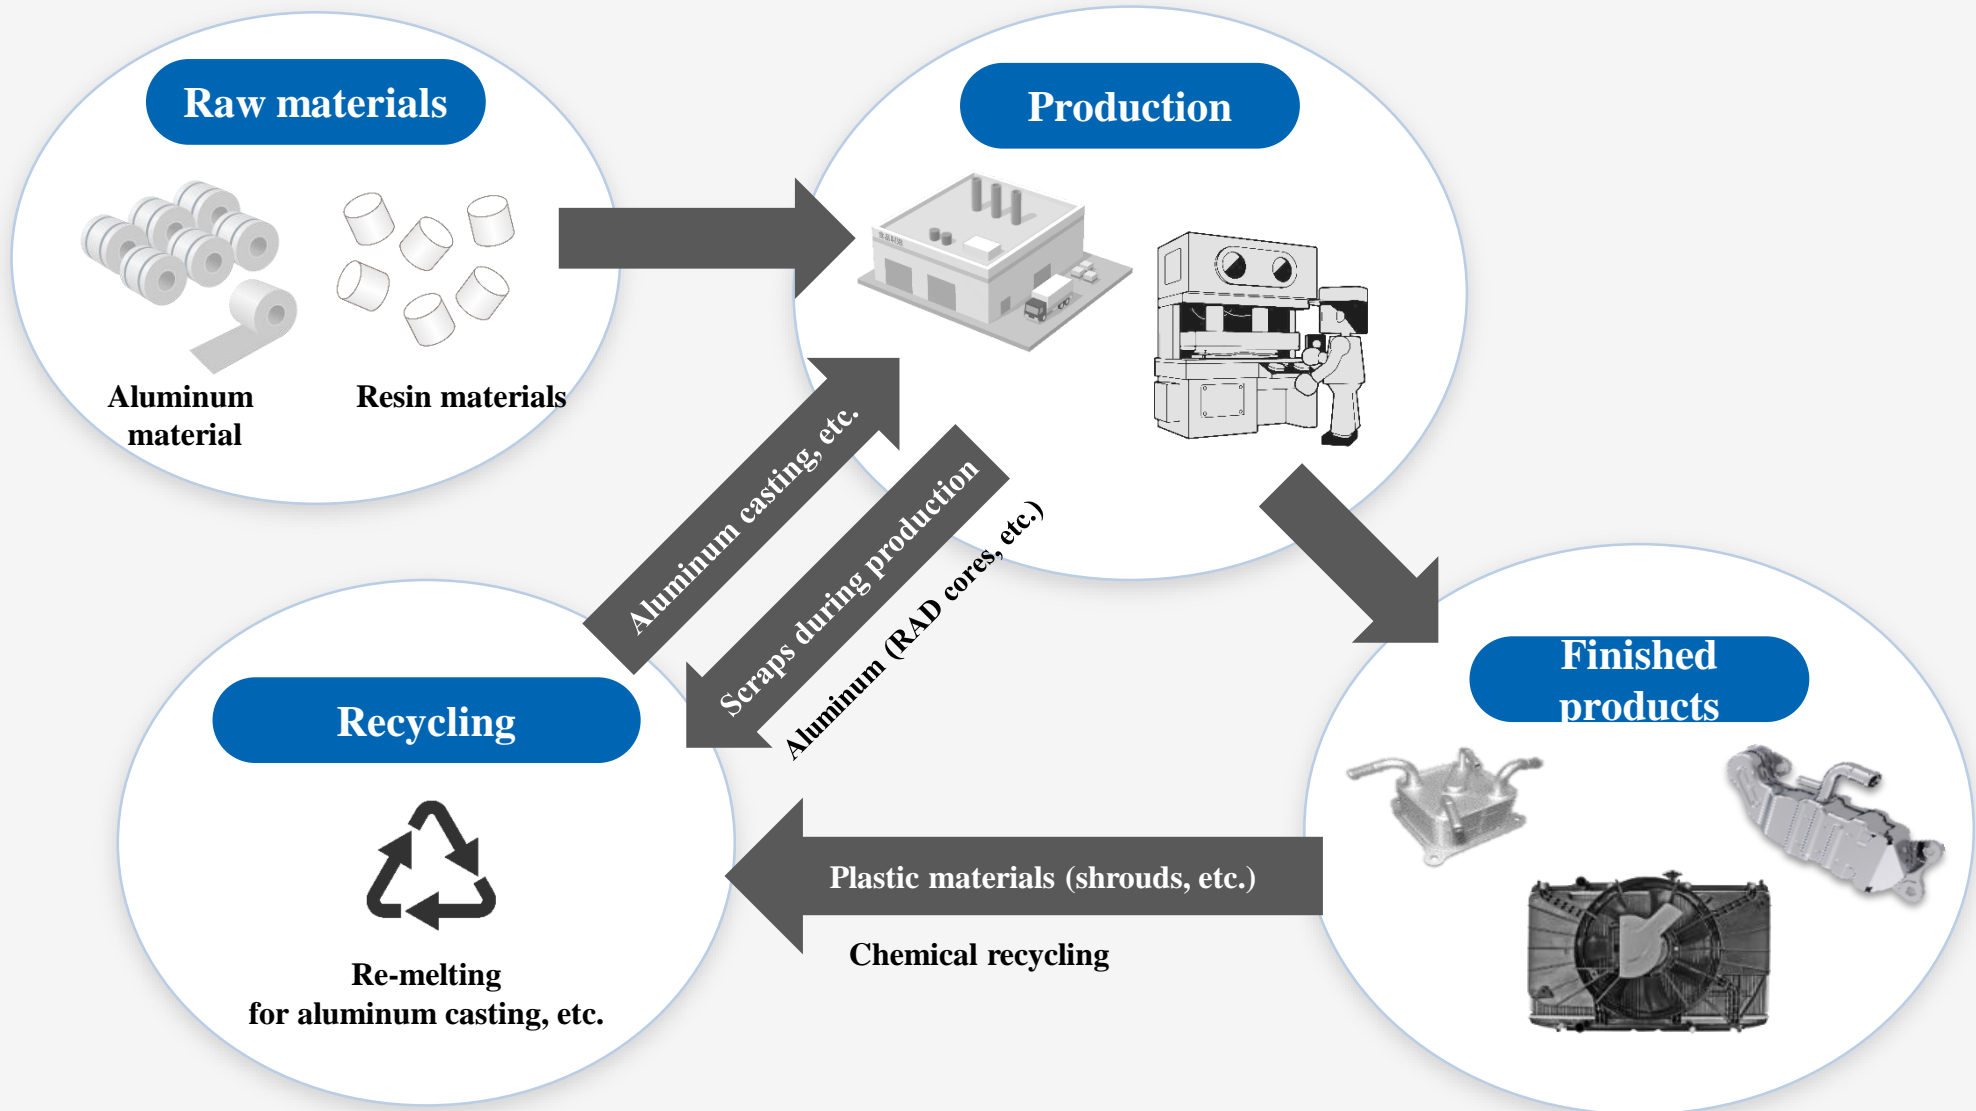 Raw materials
Aluminum
material
Resin materials
Production
Aluminum casting, etc.
Scraps during production
Aluminum (RAD cores, etc.)
Finished
products
Recycling
Re-melting
for aluminum casting, etc.
Plastic materials (shrouds, etc.)
Chemical recycling